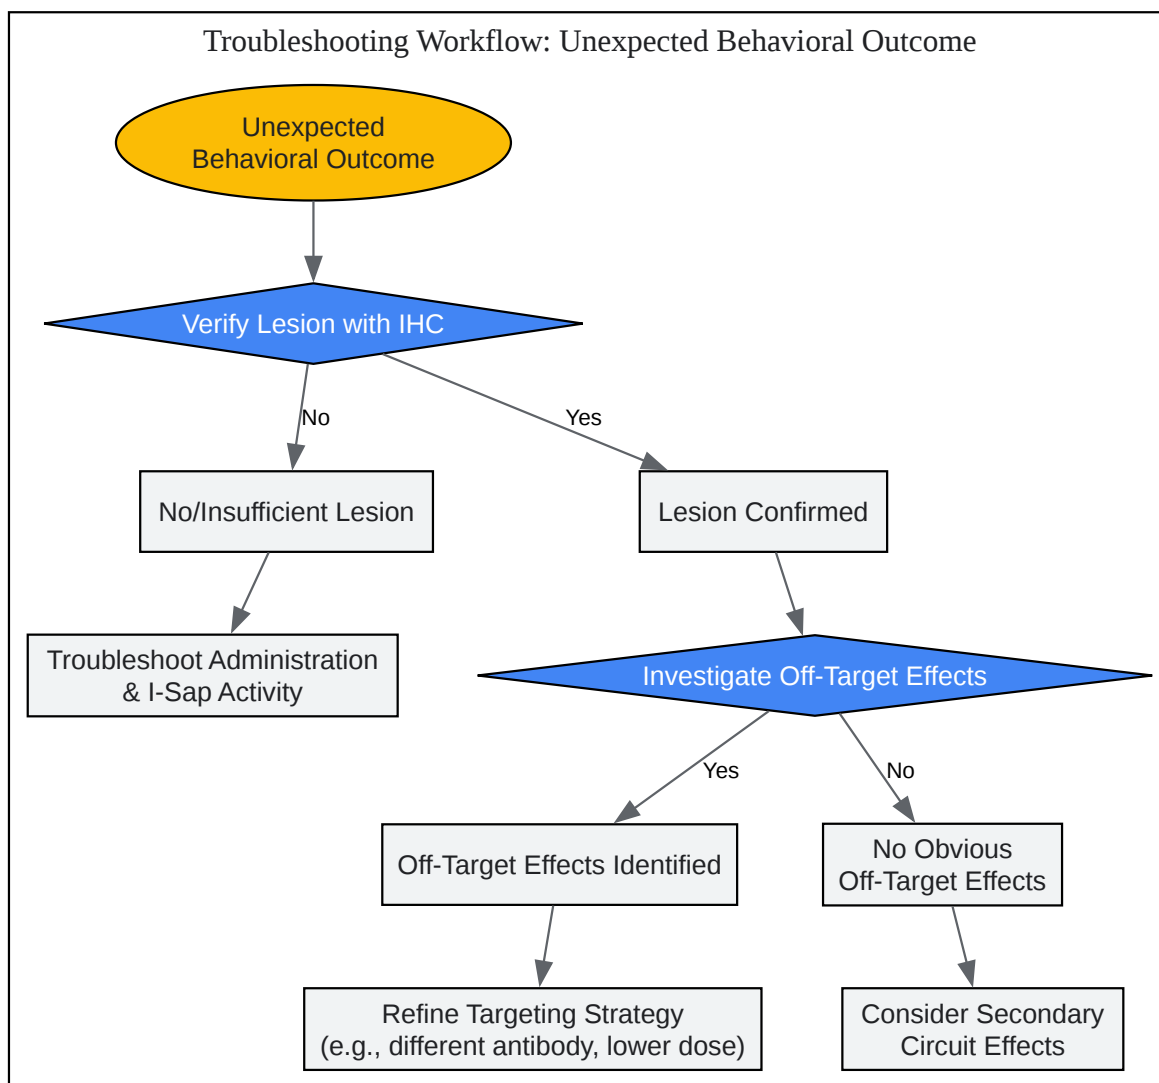 Troubleshooting Workflow: Unexpected Behavioral Outcome
Unexpected
Behavioral Outcome
Verify Lesion with IHC
No
Yes
No/Insufficient Lesion
Lesion Confirmed
Troubleshoot Administration
& I-Sap Activity
Investigate Off-Target Effects
Yes
No
Off-Target Effects Identified
No Obvious
Off-Target Effects
Refine Targeting Strategy
(e.g., different antibody, lower dose)
Consider Secondary
Circuit Effects